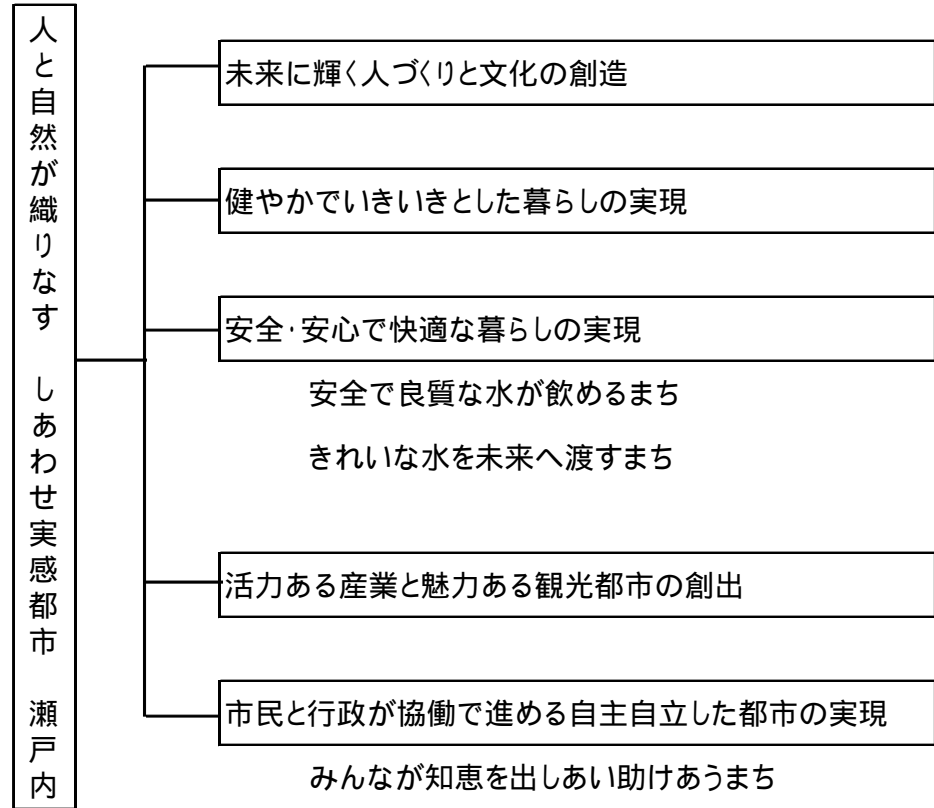 人と自然が織りなす　しあわせ実感都市　瀬戸内
未来に輝く人づくりと文化の創造
健やかでいきいきとした暮らしの実現
安全・安心で快適な暮らしの実現
安全で良質な水が飲めるまち
きれいな水を未来へ渡すまち
活力ある産業と魅力ある観光都市の創出
市民と行政が協働で進める自主自立した都市の実現
みんなが知恵を出しあい助けあうまち